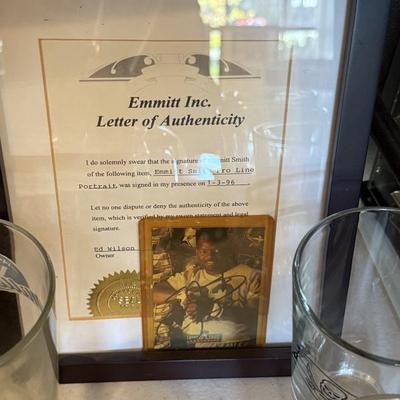 Emmitt Inc.
Letter of Authenticity
I do solemnly swear that the signature of Emmitt Smith
of the following item, Emmitt Smith Pro Line
Portrait was signed in my presence on 1-3-96
Let no one dispute or deny the authenticity of the above
item, which is verified by my sworn statement and legal
signature.
Ed Wilson
Owner